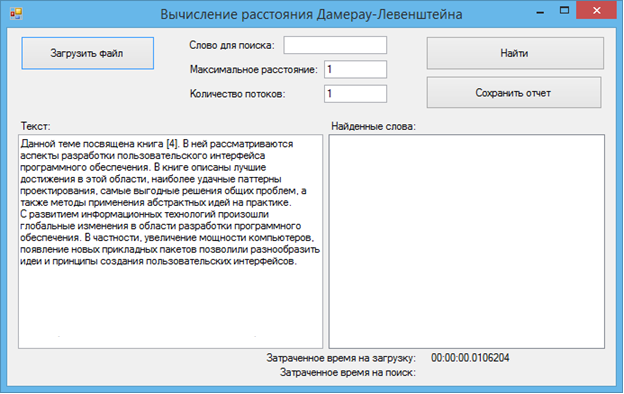 Вычисление расстояния Дамерау-Левенштейна
Загрузить файл
Слово для поиска:
Найти
Максимальное расстояние: 1
Количество потоков: 1
Сохранить отчет
Текст:
Найденные слова:
Данной теме посвящена книга [4]. В ней рассматриваются
аспекты разработки пользовательского интерфейса
программного обеспечения. В книге описаны лучшие
достижения в этой области, наиболее удачные паттерны
проектирования, самые выгодные решения общих проблем, а
также методы применения абстрактных идей на практике.
С развитием информационных технологий произошли
глобальные изменения в области разработки программного
обеспечения. В частности, увеличение мощности компьютеров,
появление новых прикладных пакетов позволили разнообразить
идеи и принципы создания пользовательских интерфейсов.
Затраченное время на загрузку: 00:00:00.0106204
Затраченное время на поиск: